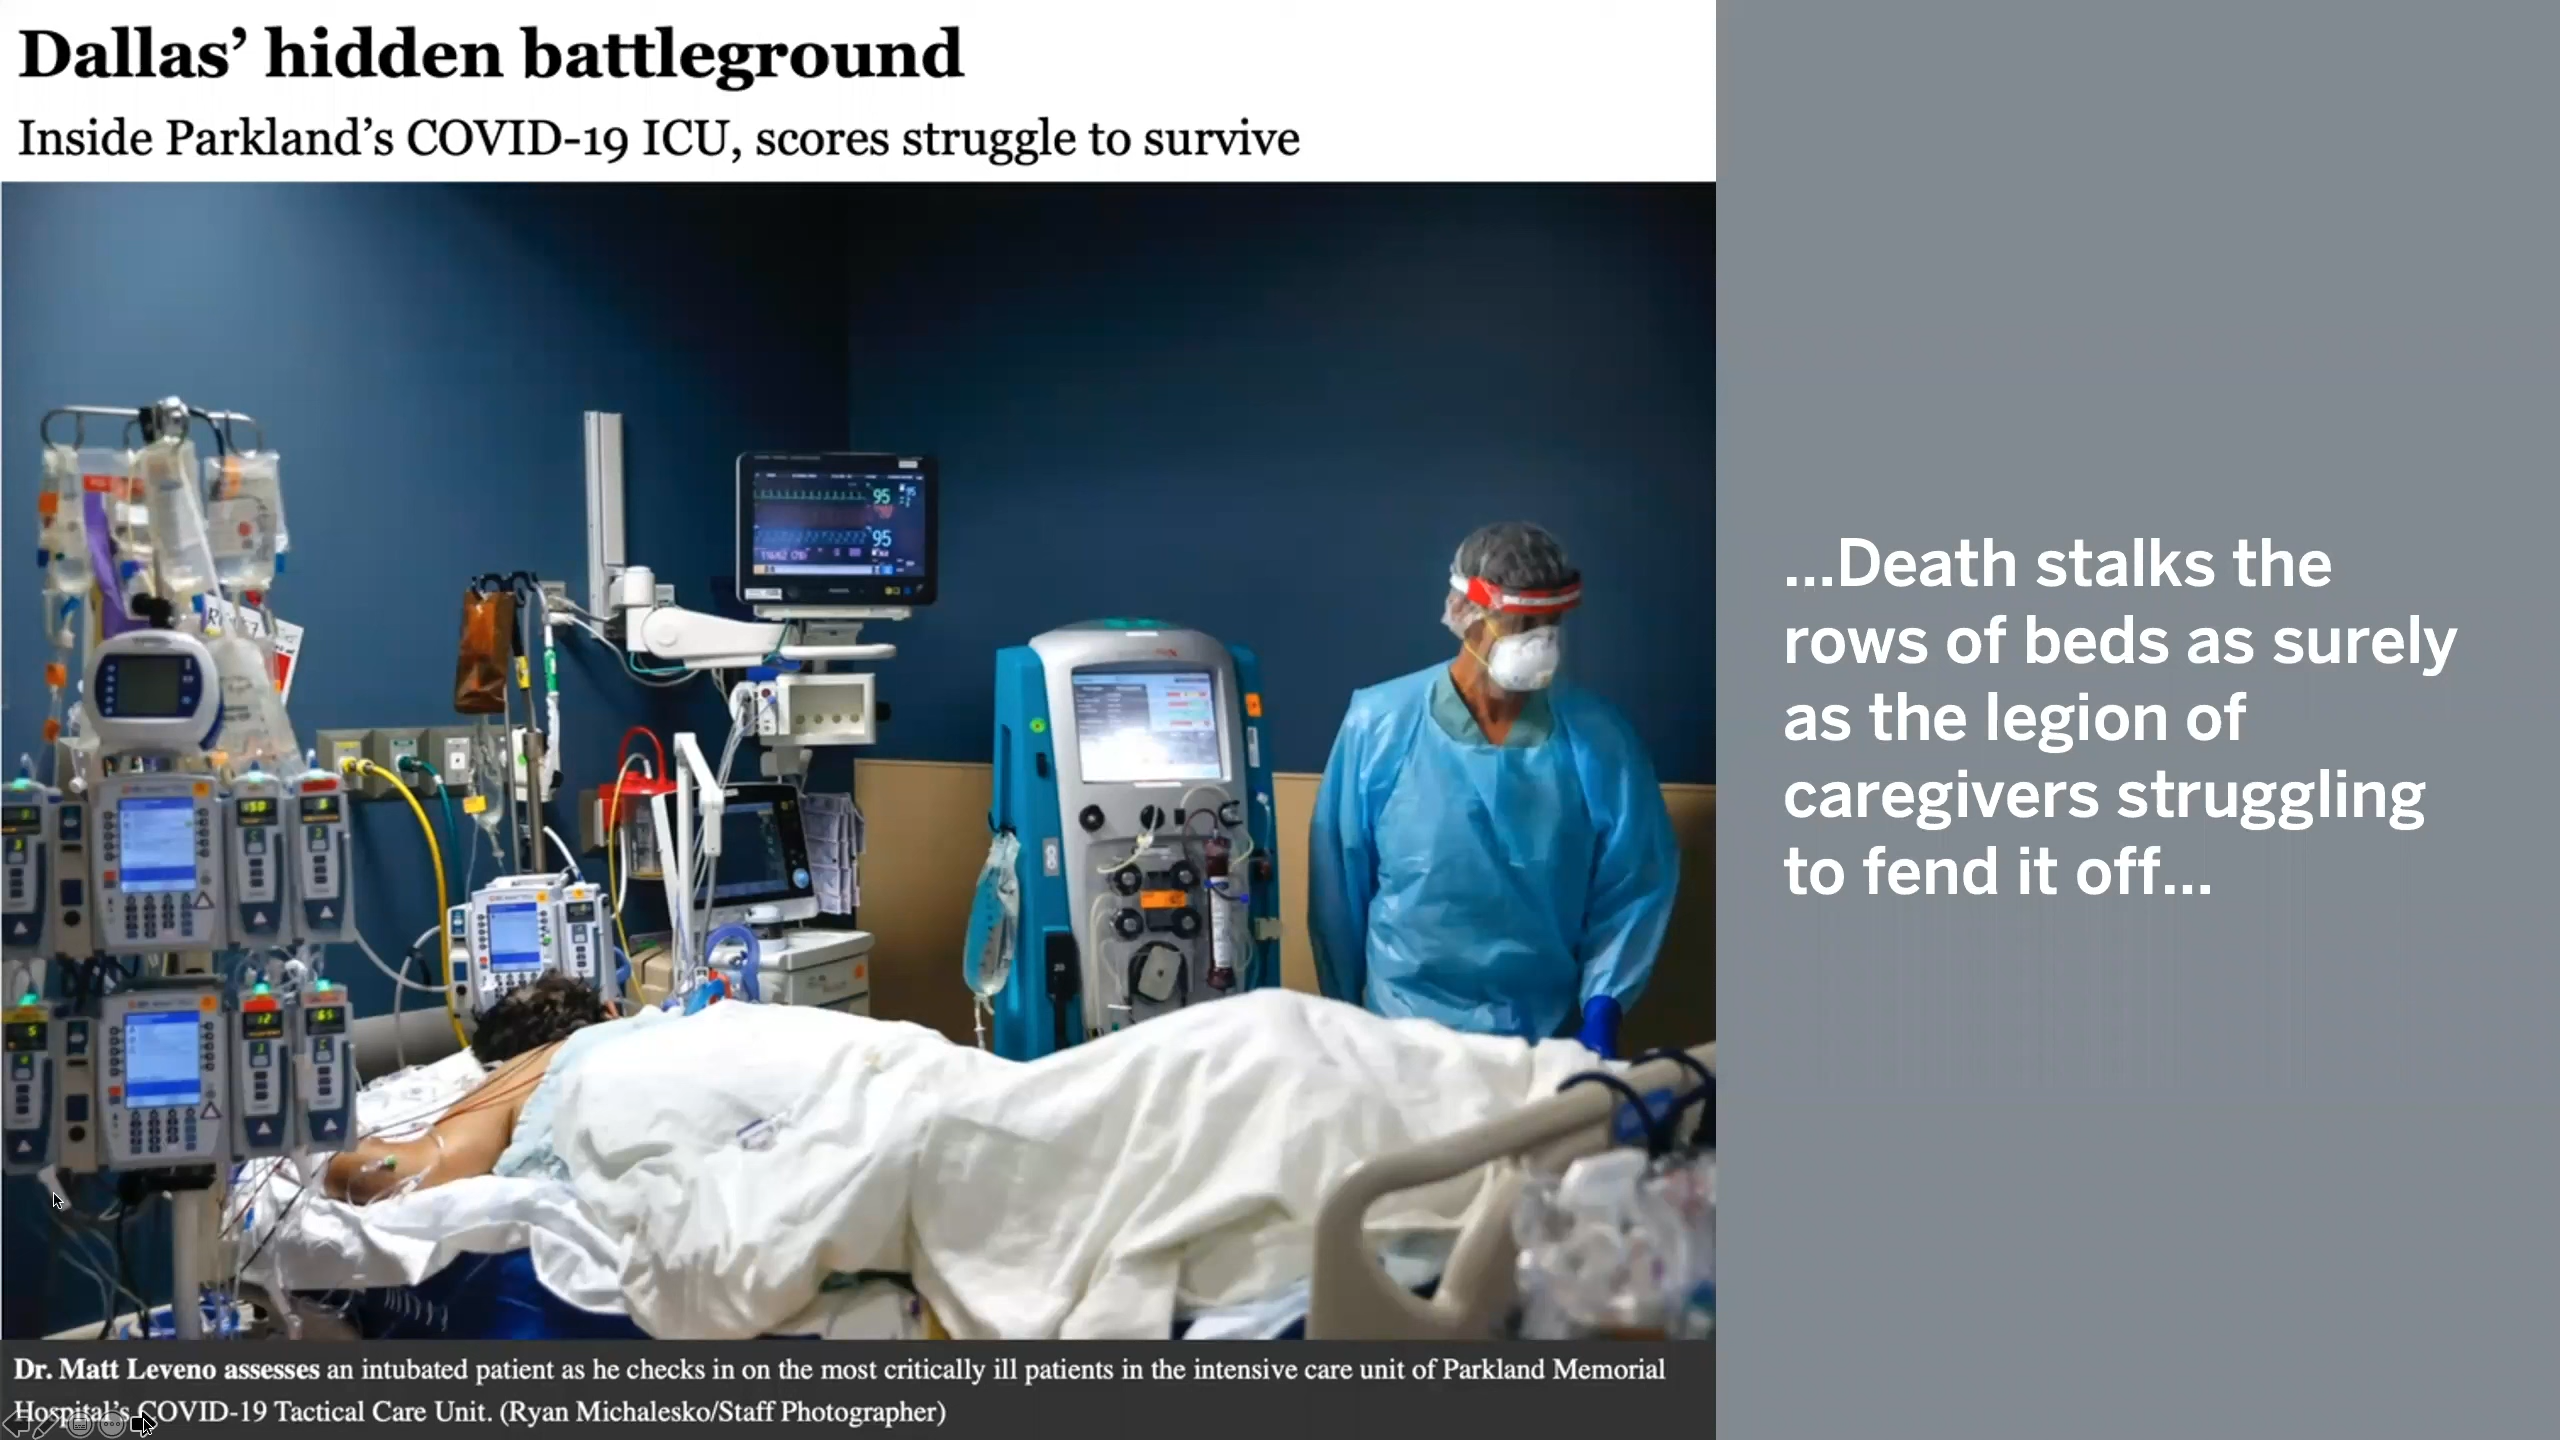 Dallas’ hidden battleground
Inside Parkland’s COVID-19 ICU, scores struggle to survive
95
95
...Death stalks the
rows of beds as surely
as the legion of
caregivers struggling
to fend it off...
Dr. Matt Leveno assesses an intubated patient as he checks in on the most critically ill patients in the intensive care unit of Parkland Memorial
Hospital’s COVID-19 Tactical Care Unit. (Ryan Michalesko/Staff Photographer)